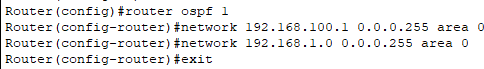 Router(config)#router ospf 1
Router(config-router)#network 192.168.100.1 0.0.0.255 area 0
Router(config-router)#network 192.168.1.0 0.0.0.255 area 0
Router(config-router)#exit